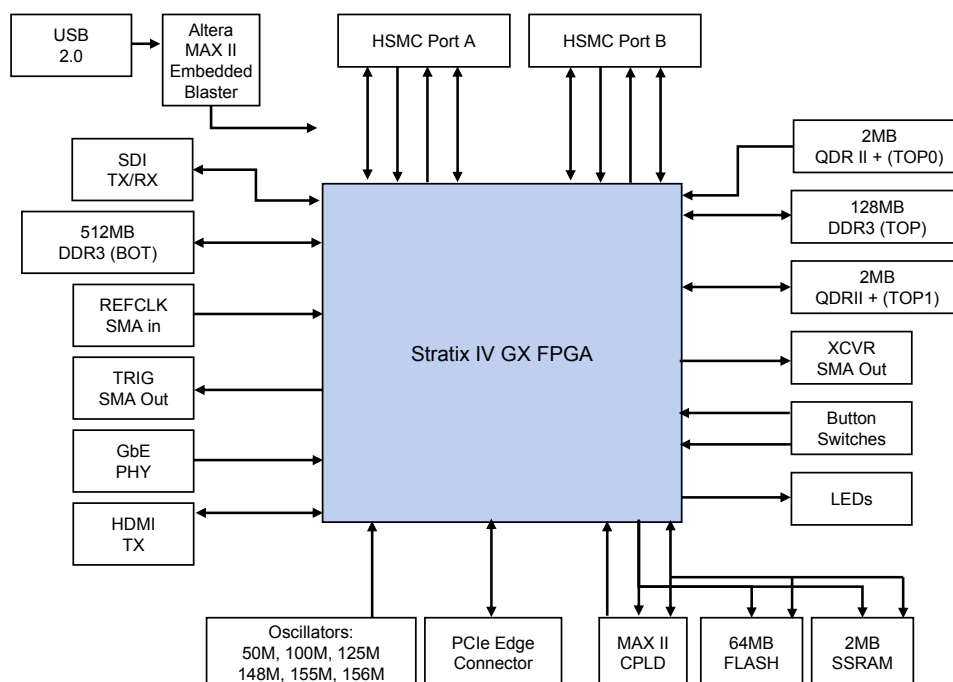 USB
2.0
Altera
MAX II
Embedded
Blaster
HSMC Port A
HSMC Port B
SDI
TX/RX
2MB
QDR II + (TOP0)
512MB
DDR3 (BOT)
128MB
DDR3 (TOP)
REFCLK
SMA in
2MB
QDRII + (TOP1)
Stratix IV GX FPGA
TRIG
SMA Out
XCVR
SMA Out
GbE
PHY
Button
Switches
HDMI
TX
LEDs
Oscillators:
50M, 100M, 125M
148M, 155M, 156M
PCIe Edge
Connector
MAX II
CPLD
64MB
FLASH
2MB
SSRAM